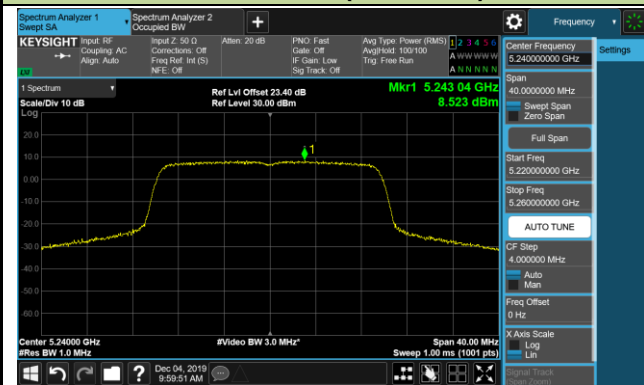 Spectrum Analyzer 1
Swept SA
Spectrum Analyzer 2
Occupied BW
Frequency
KEYSIGHT
Input: RF
Coupling: AC
Align: Auto
Input Z: 50 Ω
Corrections: Off
Freq Ref: Int (S)
NFE: Off
Atten: 20 dB
PNO: Fast
Gate: Off
IF Gain: Low
Sig Track: Off
Avg Type: Power (RMS)
Avg|Hold: 100/100
Trig: Free Run
1 2 3 4 5 6
A W W W W W
A N N N N N
Center Frequency
5.240000000 GHz
Settings
1 Spectrum
Scale/Div 10 dB
Log
Ref Lvl Offset 23.40 dB
Ref Level 30.00 dBm
Mkr1 5.243 04 GHz
8.523 dBm
Span
40.0000000 MHz
Swept Span
Zero Span
Full Span
Start Freq
5.220000000 GHz
Stop Freq
5.260000000 GHz
AUTO TUNE
CF Step
4.000000 MHz
Auto
Man
Freq Offset
0 Hz
X Axis Scale
Log
Lin
Signal Track
(Span Zoom)
20.0
10.0
0.00
-10.0
-20.0
-30.0
-40.0
-50.0
-60.0
1
Center 5.24000 GHz
#Res BW 1.0 MHz
#Video BW 3.0 MHz*
Span 40.00 MHz
Sweep 1.00 ms (1001 pts)
Dec 04, 2019
9:59:51 AM